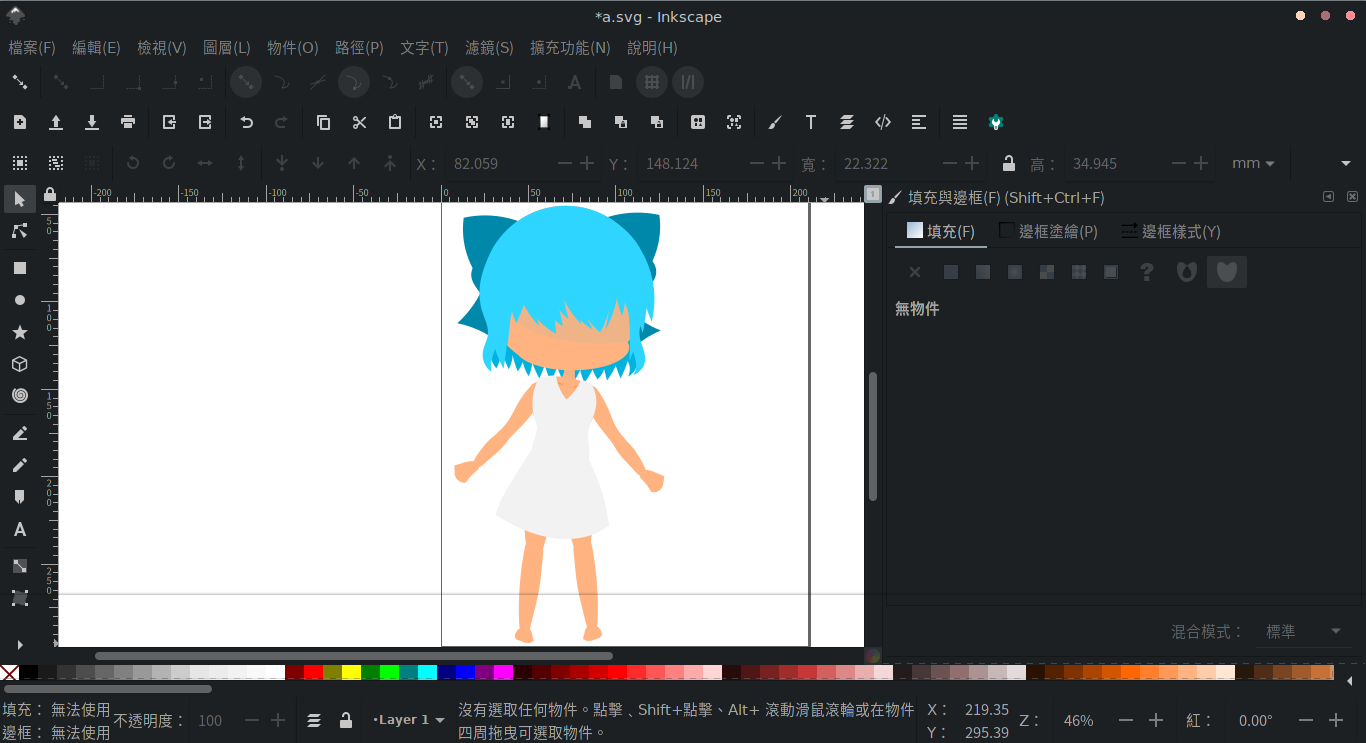 *a.svg - Inkscape
檔案(F) 編輯(E) 檢視(V) 圖層(L) 物件(O) 路徑(P) 文字(T) 濾鏡(S) 擴充功能(N) 說明(H)
X： 82.059 Y： 148.124 寬： 22.322 高： 34.945 mm
-200 -150 -100 -50 0 50 100 150 200 1
填充與邊框(F) (Shift+Ctrl+F)
填充(F) 邊框塗繪(P) 邊框樣式(Y)
無物件
50
100
150
200
250
混合模式： 標準
填充： 無法使用
邊框： 無法使用
不透明度： 100
•Layer 1
沒有選取任何物件。點擊﹑Shift+點擊、Alt+ 滾動滑鼠滾輪或在物件
四周拖曳可選取物件。
X： 219.35
Y： 295.39
Z： 46%
紅： 0.00°